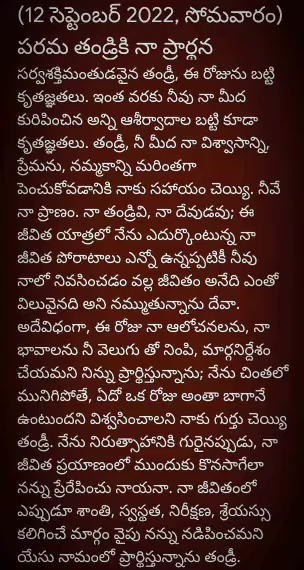 (12 సెప్టెంబర్ 2022, సోమవారం)
పరమ తండ్రికి నా ప్రార్థన
సర్వశక్తిమంతుడవైన తండ్రీ, ఈ రోజును బట్టి
కృతజ్ఞతలు. ఇంత వరకు నీవు నా మీద
కురిపించిన అన్ని ఆశీర్వాదాల బట్టి కూడా
కృతజ్ఞతలు. తండ్రి, నీ మీద నా విశ్వాసాన్ని,
ప్రేమను, నమ్మకాన్ని మరింతగా
పెంచుకోవడానికి నాకు సహాయం చెయ్యి. నీవే
నా ప్రాణం. నా తండ్రివి, నా దేవుడవు; ఈ
జీవిత యాత్రలో నేను ఎదుర్కొంటున్న నా
జీవిత పోరాటాలు ఎన్నో ఉన్నప్పటికీ నీవు
నాలో నివసించడం వల్ల జీవితం అనేది ఎంతో
విలువైనది అని నమ్ముతున్నాను దేవా.
అదేవిధంగా, ఈ రోజు నా ఆలోచనలను, నా
భావాలను నీ వెలుగు తో నింపి, మార్గనిర్దేశం
చేయమని నిన్ను ప్రార్థిస్తున్నాను; నేను చింతలో
మునిగిపోతే, ఏదో ఒక రోజు అంతా బాగానే
ఉంటుందని విశ్వసించాలని నాకు గుర్తు చెయ్యి
తండ్రీ. నేను నిరుత్సాహానికి గురైనప్పుడు, నా
జీవిత ప్రయాణంలో ముందుకు కొనసాగేలా
నన్ను ప్రేరేపించు నాయనా. నా జీవితంలో
ఎప్పుడూ శాంతి, స్వస్థత, నిరీక్షణ, శ్రేయస్సు
కలిగించే మార్గం వైపు నన్ను నడిపించమని
యేసు నామంలో ప్రార్థిస్తున్నాను తండ్రీ.